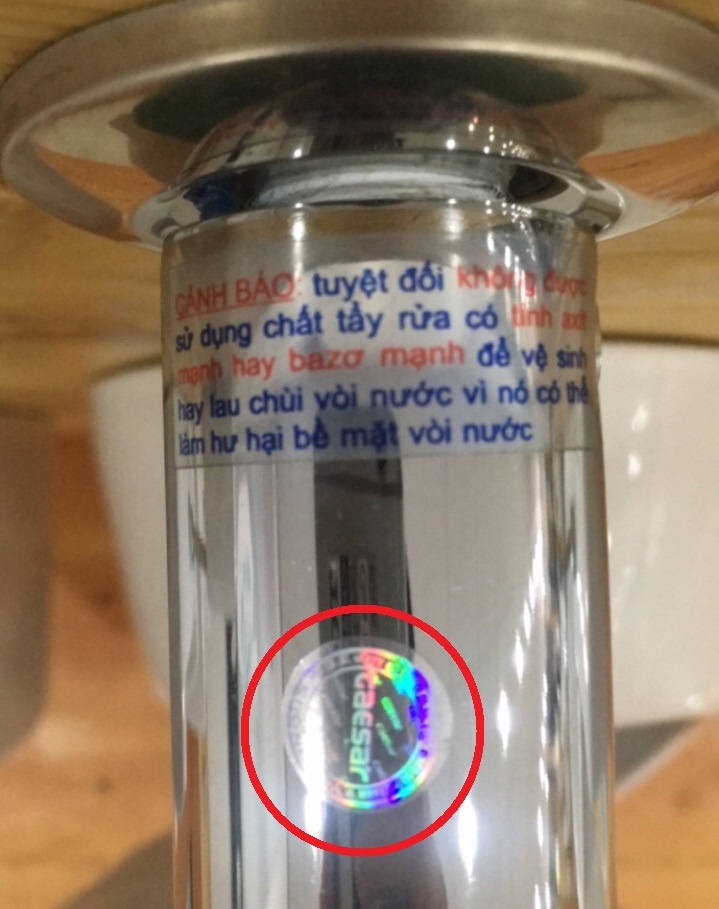 CẢNH BÁO: tuyệt đối không được
sử dụng chất tẩy rửa có tính axit
mạnh hay bazơ mạnh để vệ sinh
hay lau chùi vòi nước vì nó có thể
làm hư hại bề mặt vòi nước
caesar